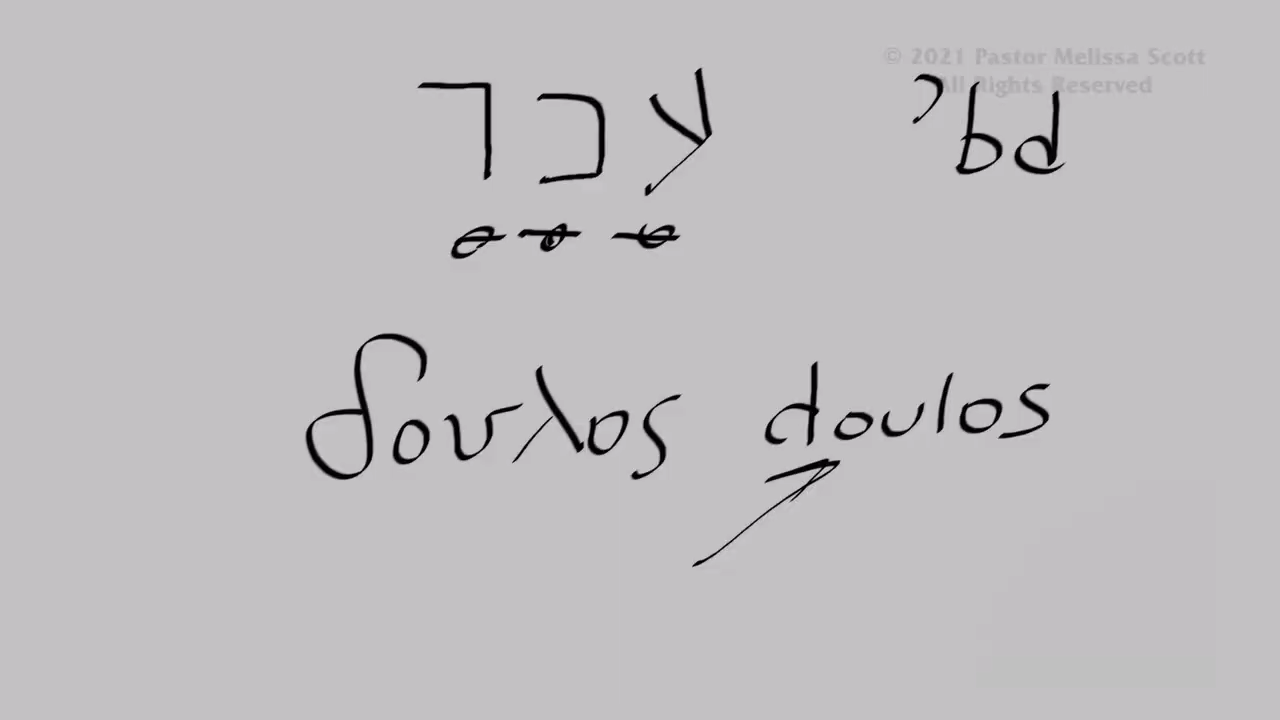 © 2021 Pastor Melissa Scott
All Rights Reserved
עבד ’bd
δουλος doulos